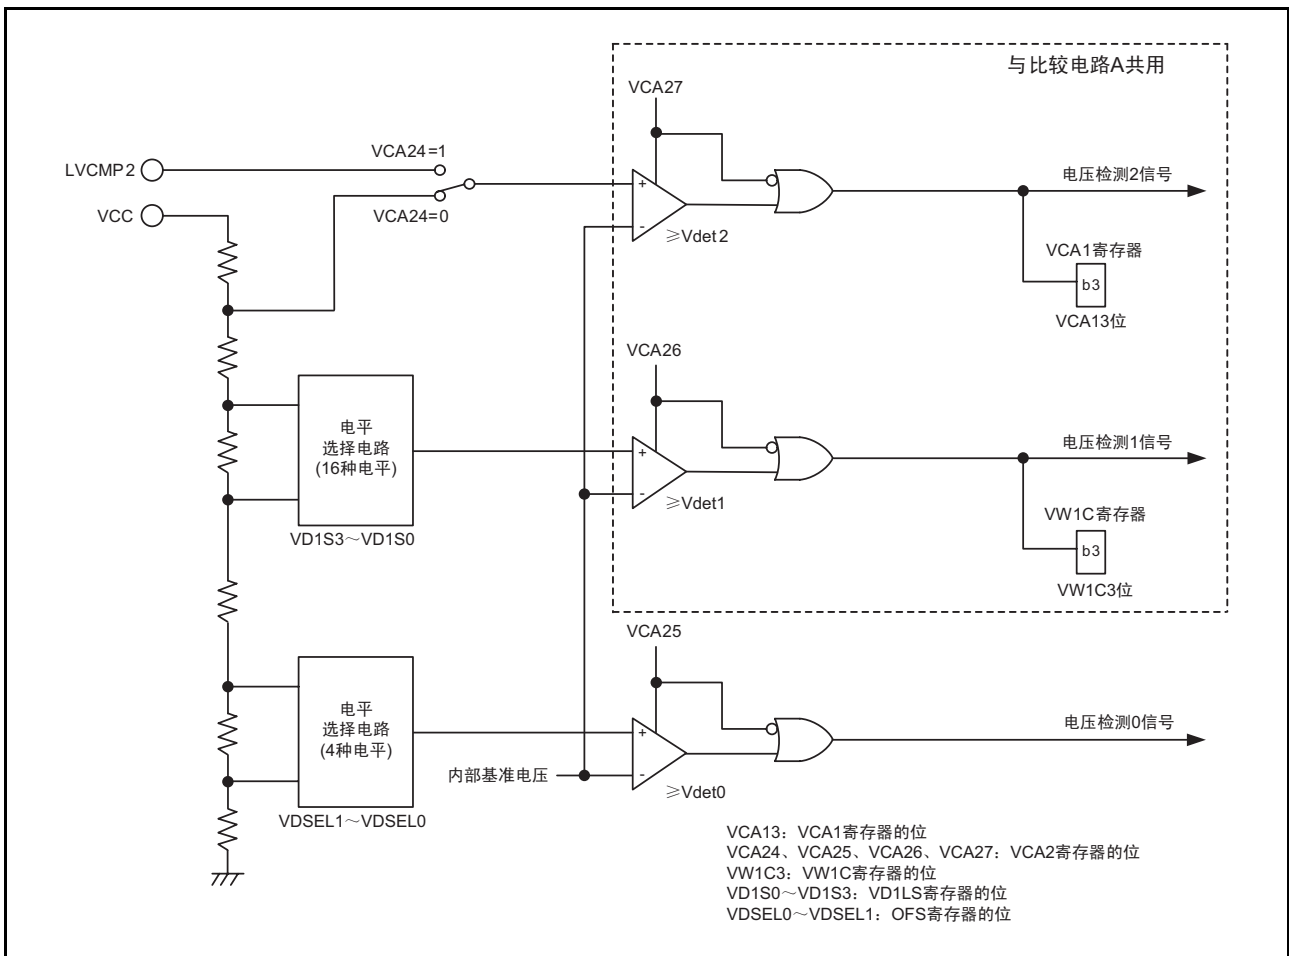 与比较电路A共用
VCA27
LVCMP2
VCA24=1
VCC
VCA24=0
+
-
≥Vdet2
电压检测2信号
VCA1寄存器
b3
VCA13位
VCA26
电平
选择电路
(16种电平)
VD1S3～VD1S0
+
-
≥Vdet1
电压检测1信号
VW1C寄存器
b3
VW1C3位
VCA25
电平
选择电路
(4种电平)
VDSEL1～VDSEL0
内部基准电压
+
-
≥Vdet0
电压检测0信号
VCA13：VCA1寄存器的位
VCA24、VCA25、VCA26、VCA27：VCA2寄存器的位
VW1C3：VW1C寄存器的位
VD1S0～VD1S3：VD1LS寄存器的位
VDSEL0～VDSEL1：OFS寄存器的位